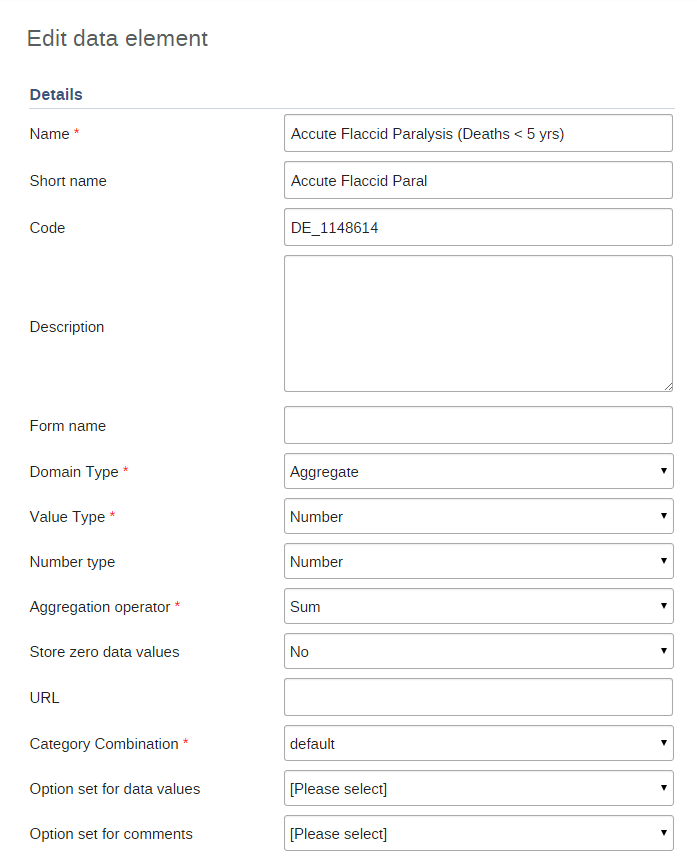 Edit data element
Details
Name * Accute Flaccid Paralysis (Deaths < 5 yrs)
Short name Accute Flaccid Paral
Code DE_1148614
Description
Form name
Domain Type * Aggregate
Value Type * Number
Number type Number
Aggregation operator * Sum
Store zero data values No
URL
Category Combination * default
Option set for data values [Please select]
Option set for comments [Please select]